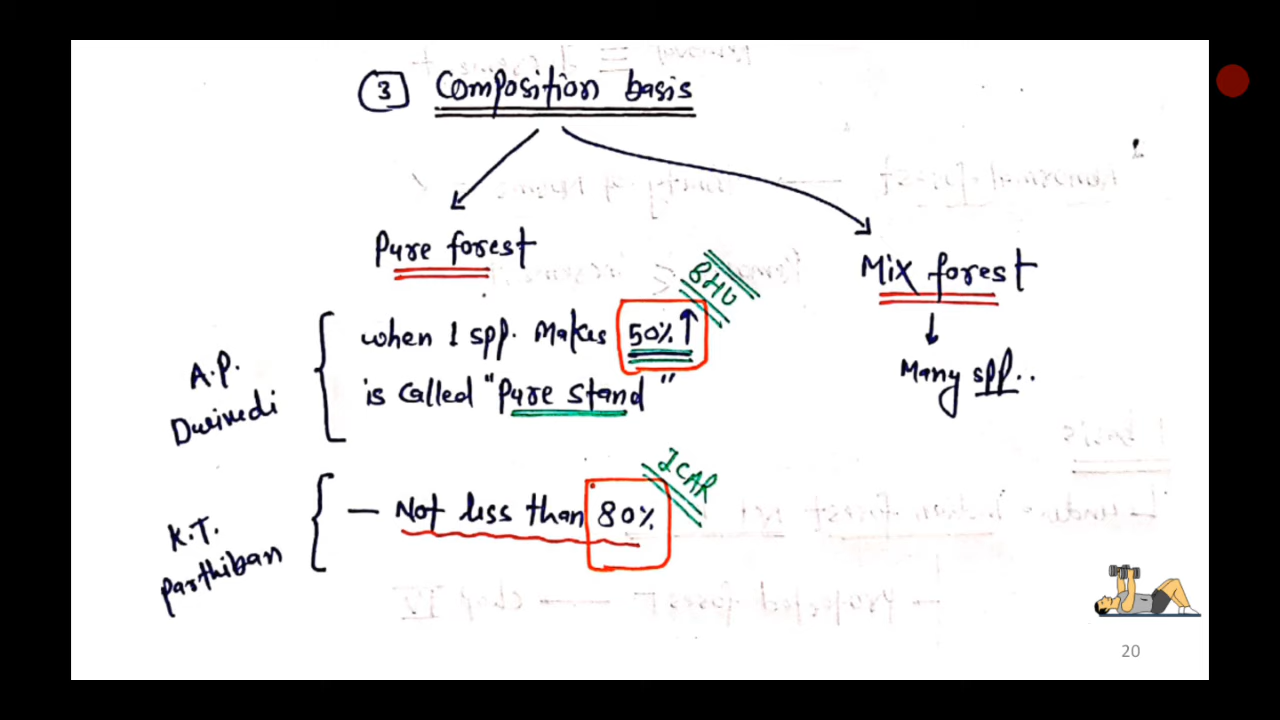 3 Composition basis
Pure forest
Mix forest
Many spp..
A.P. Dwivedi
when 1 spp. Makes 50%↑
BHU
is called "Pure stand"
K.T. Parthiban
— Not less than 80%
ICAR
20